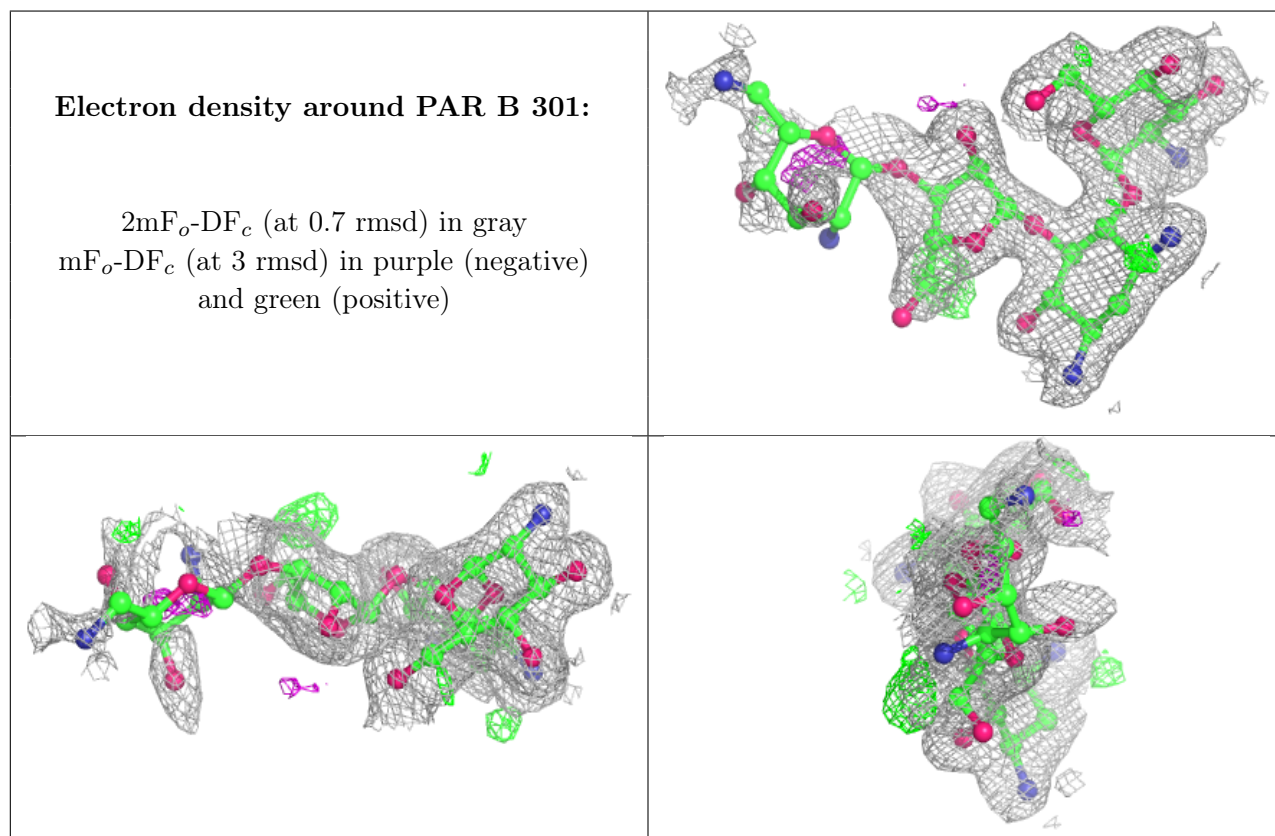 Electron density around PAR B 301:
2mFₒ-DF𝒸 (at 0.7 rmsd) in gray
mFₒ-DF𝒸 (at 3 rmsd) in purple (negative)
and green (positive)